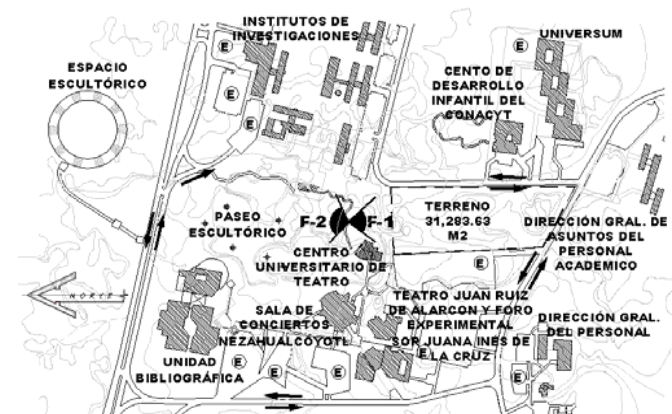 INSTITUTOS DE
INVESTIGACIONES
E
UNIVERSUM
E
ESPACIO
ESCULTÓRICO
E
CENTO DE
DESARROLLO
INFANTIL DEL
CONACYT
E
PASEO
ESCULTÓRICO
F-2
F-1
TERRENO
31,283.63
M2
DIRECCIÓN GRAL. DE
ASUNTOS DEL
PERSONAL
ACADEMICO
CENTRO
UNIVERSITARIO DE
TEATRO
E
NORTE
SALA DE
CONCIERTOS
NEZAHUALCÓYOTL
TEATRO JUAN RUIZ
DE ALARCON Y FORO
EXPERIMENTAL
SOR JUANA INES DE
LA CRUZ
DIRECCIÓN GRAL.
DEL PERSONAL
UNIDAD
BIBLIOGRÁFICA
E
E
E
E
E